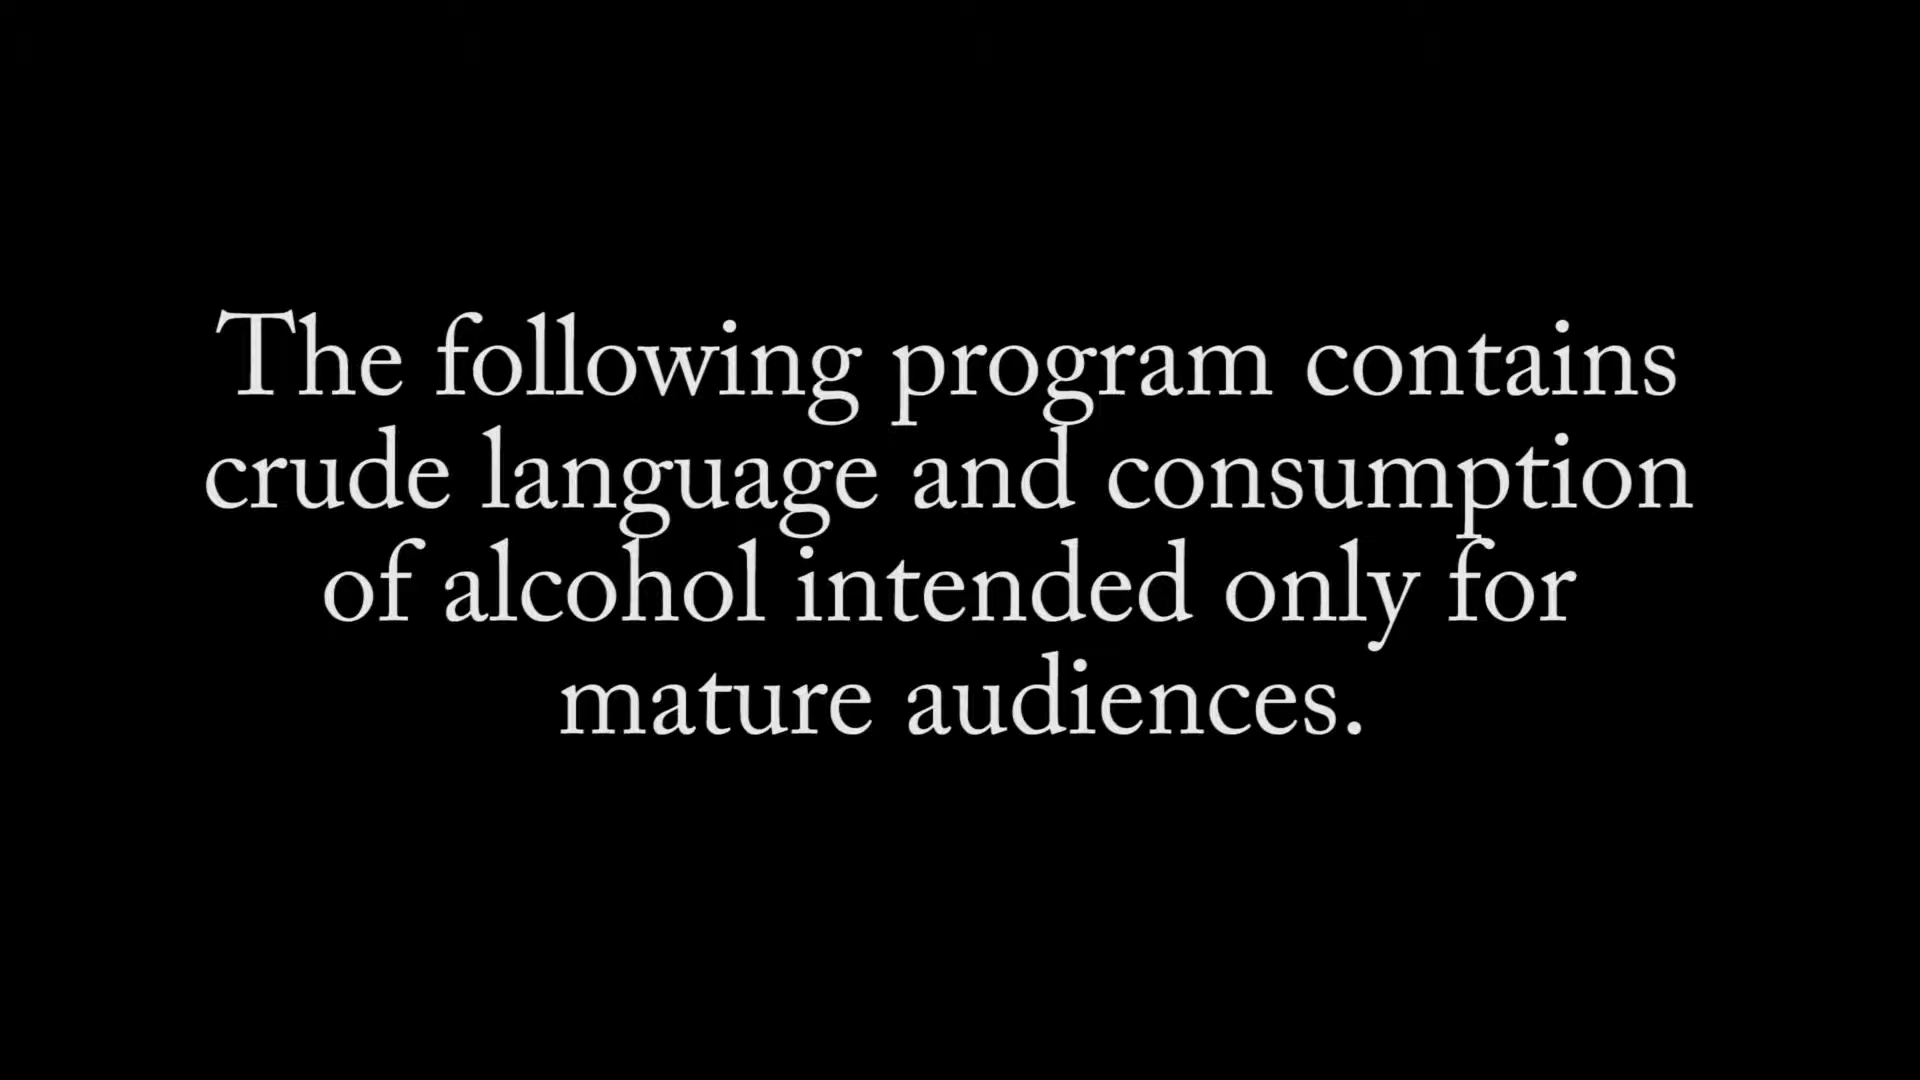 The following program contains
crude language and consumption
of alcohol intended only for
mature audiences.